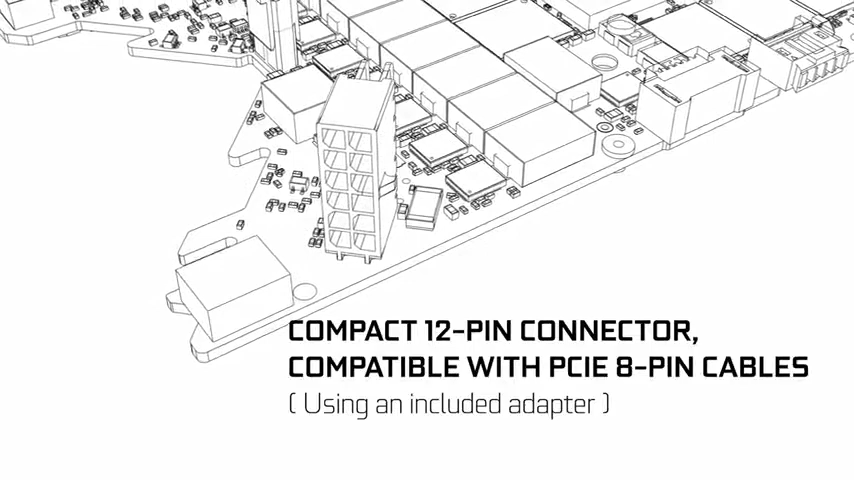 COMPACT 12-PIN CONNECTOR,
COMPATIBLE WITH PCIE 8-PIN CABLES
( Using an included adapter )